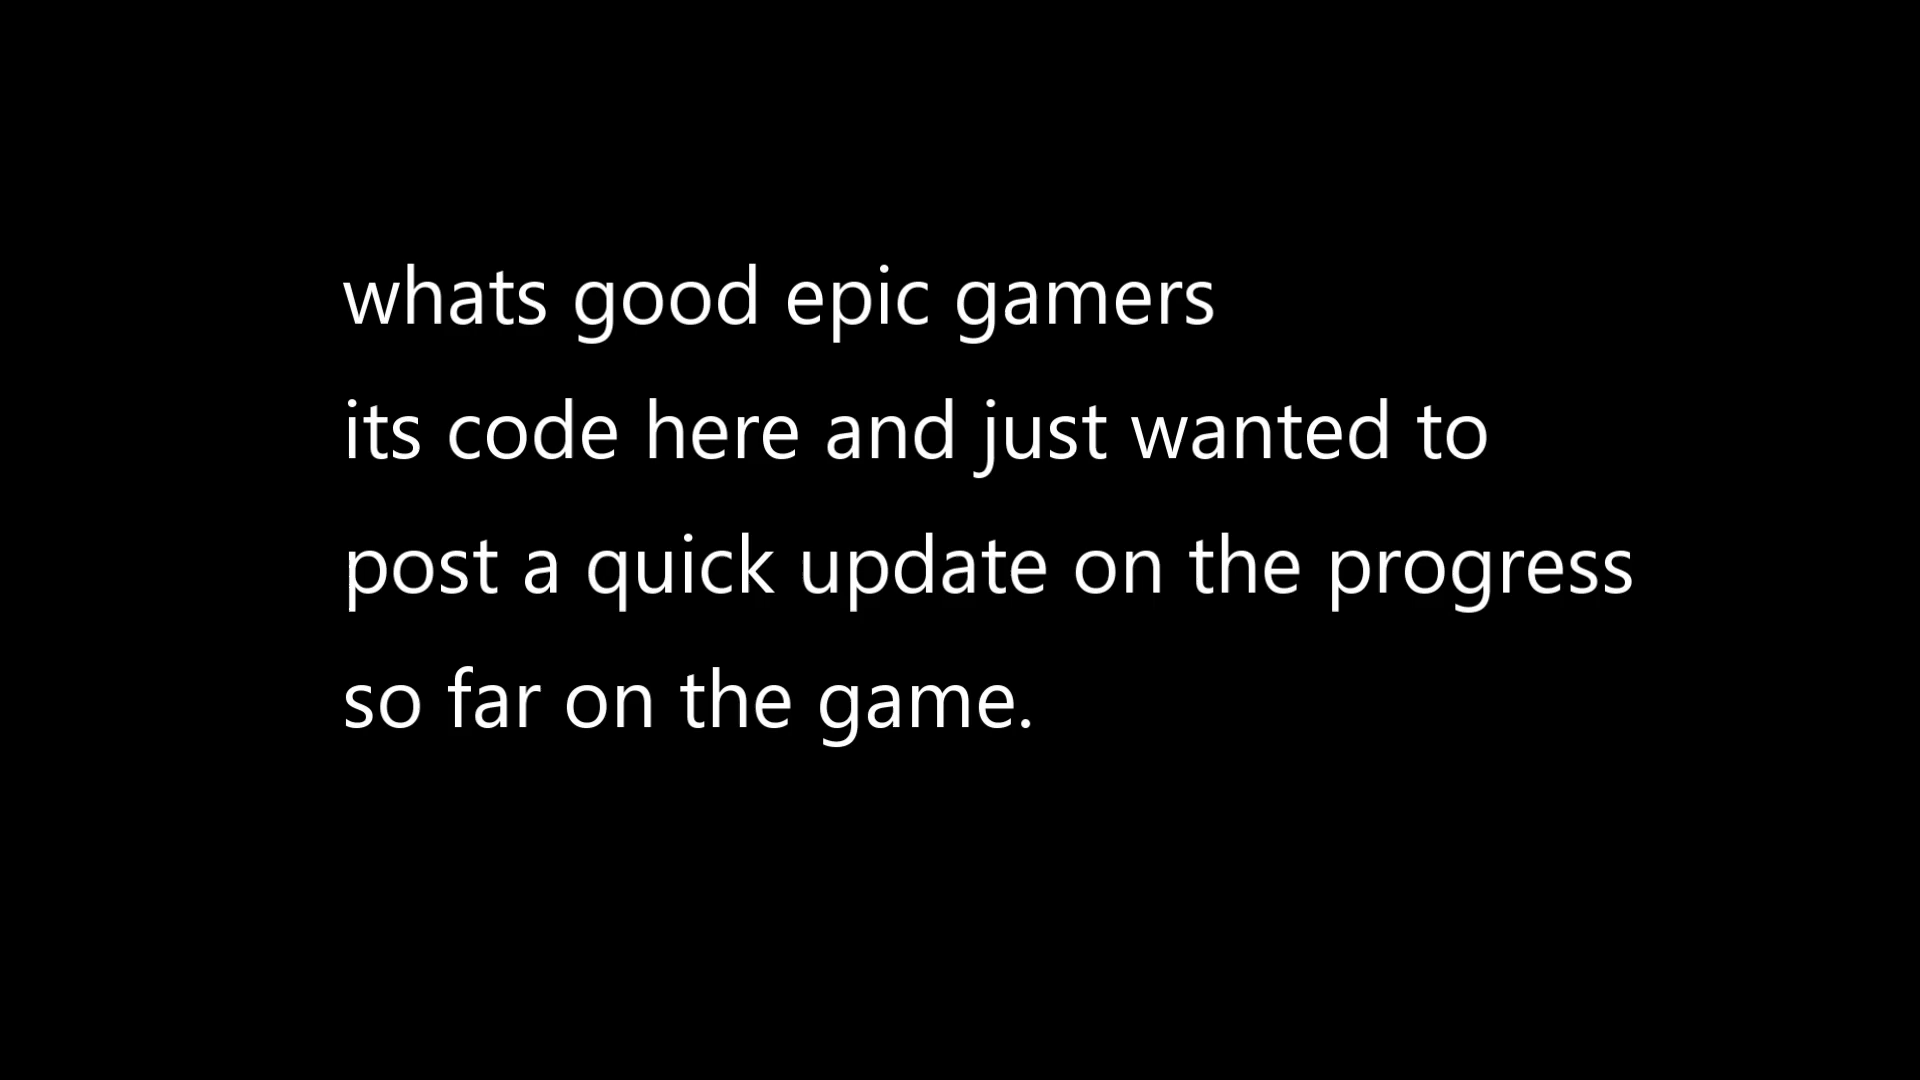 whats good epic gamers
its code here and just wanted to
post a quick update on the progress
so far on the game.